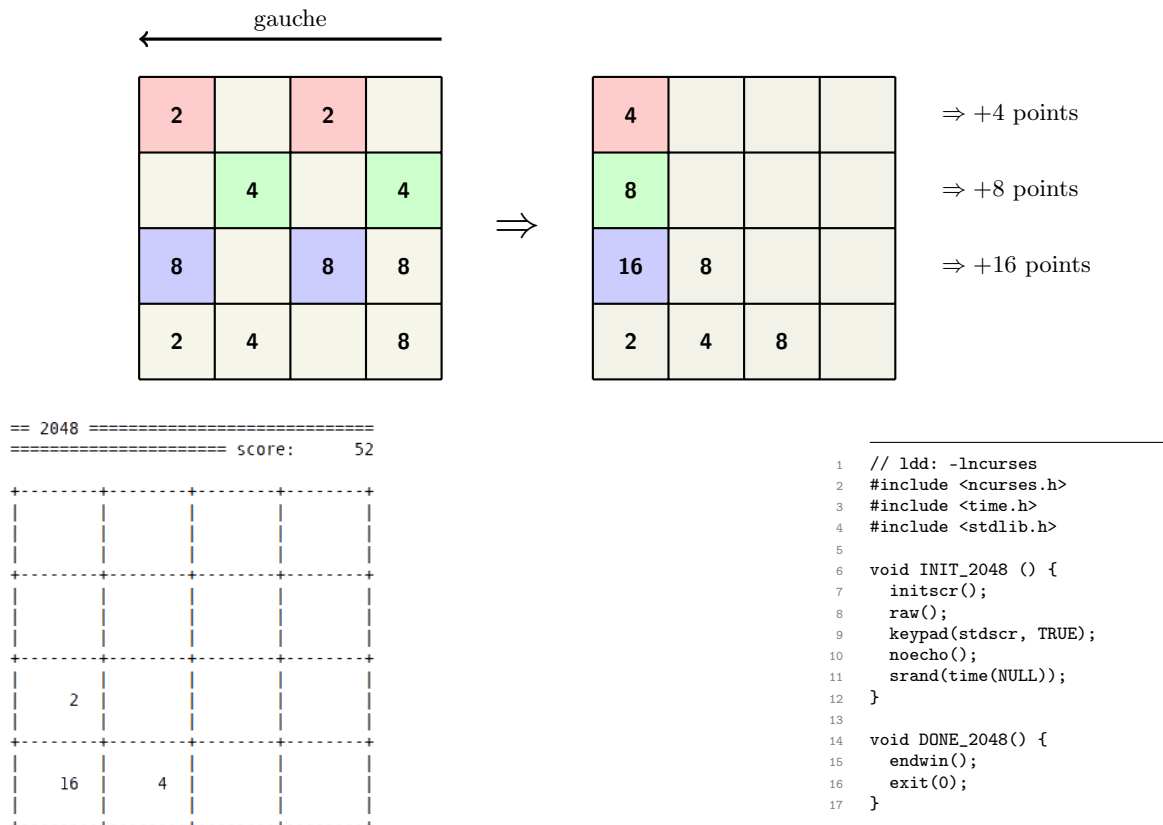 gauche
2 2 4 ⇒ +4 points
4 4 ⇒ 8 ⇒ +8 points
8 8 8 16 8 ⇒ +16 points
2 4 8 2 4 8
== 2048 =============================
====================== score: 52
+--------+--------+--------+--------+
| | | | |
| | | | |
| | | | |
+--------+--------+--------+--------+
| | | | |
| | | | |
| | | | |
+--------+--------+--------+--------+
| | | | |
| 2 | | | |
| | | | |
+--------+--------+--------+--------+
| | | | |
| 16 | 4 | | |
| | | | |
+--------+--------+--------+--------+
1 // ldd: -lncurses
2 #include <ncurses.h>
3 #include <time.h>
4 #include <stdlib.h>
5
6 void INIT_2048 () {
7 initscr();
8 raw();
9 keypad(stdscr, TRUE);
10 noecho();
11 srand(time(NULL));
12 }
13
14 void DONE_2048() {
15 endwin();
16 exit(0);
17 }